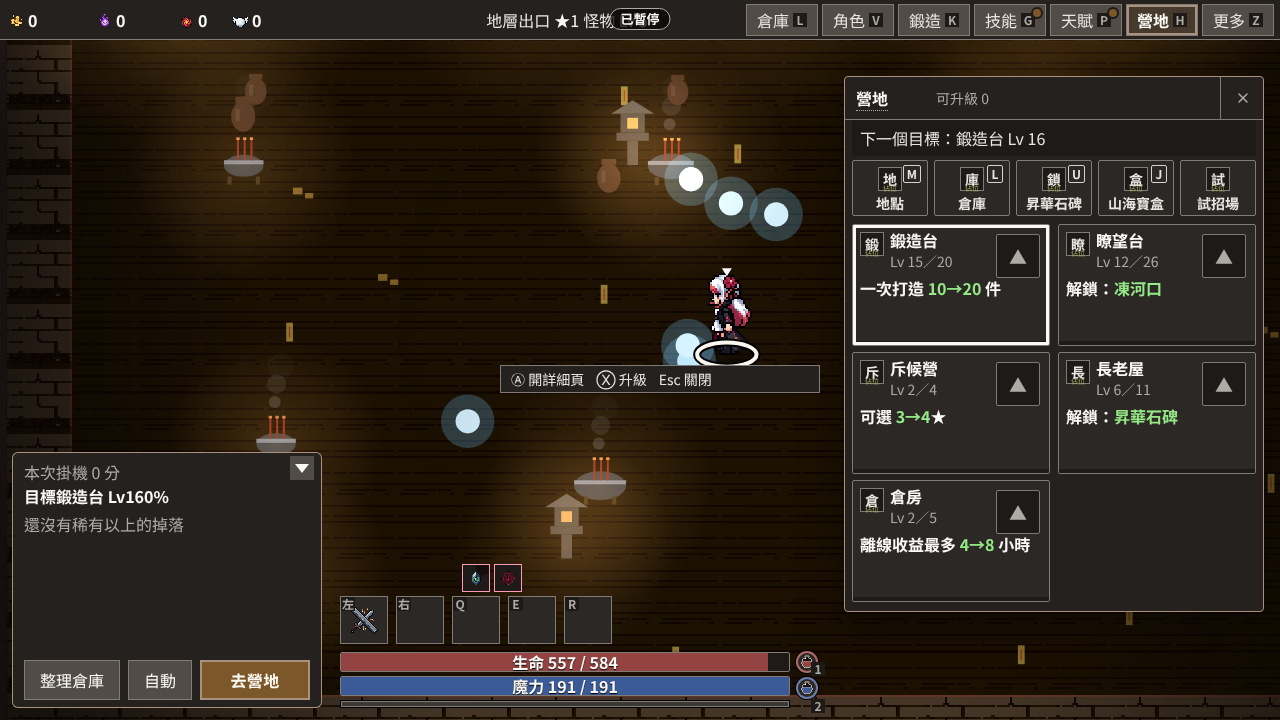 0 0 0 0
地層出口 ★1 怪物 已暫停
倉庫 L 角色 V 鍛造 K 技能 G 天賦 P 營地 H 更多 Z
營地 可升級 0 ×
下一個目標：鍛造台 Lv 16
地 M 庫 L 鎖 U 盒 J 試
地點 倉庫 昇華石碑 山海寶盒 試招場
鍛 鍛造台
Lv 15／20
一次打造 10→20 件
瞭 瞭望台
Lv 12／26
解鎖：凍河口
斥 斥候營
Lv 2／4
可選 3→4★
長 長老屋
Lv 6／11
解鎖：昇華石碑
倉 倉房
Lv 2／5
離線收益最多 4→8 小時
Ⓐ 開詳細頁 Ⓧ 升級 Esc 關閉
本次掛機 0 分
目標鍛造台 Lv160%
還沒有稀有以上的掉落
整理倉庫 自動 去營地
左 右 Q E R
生命 557 / 584 1
魔力 191 / 191 2